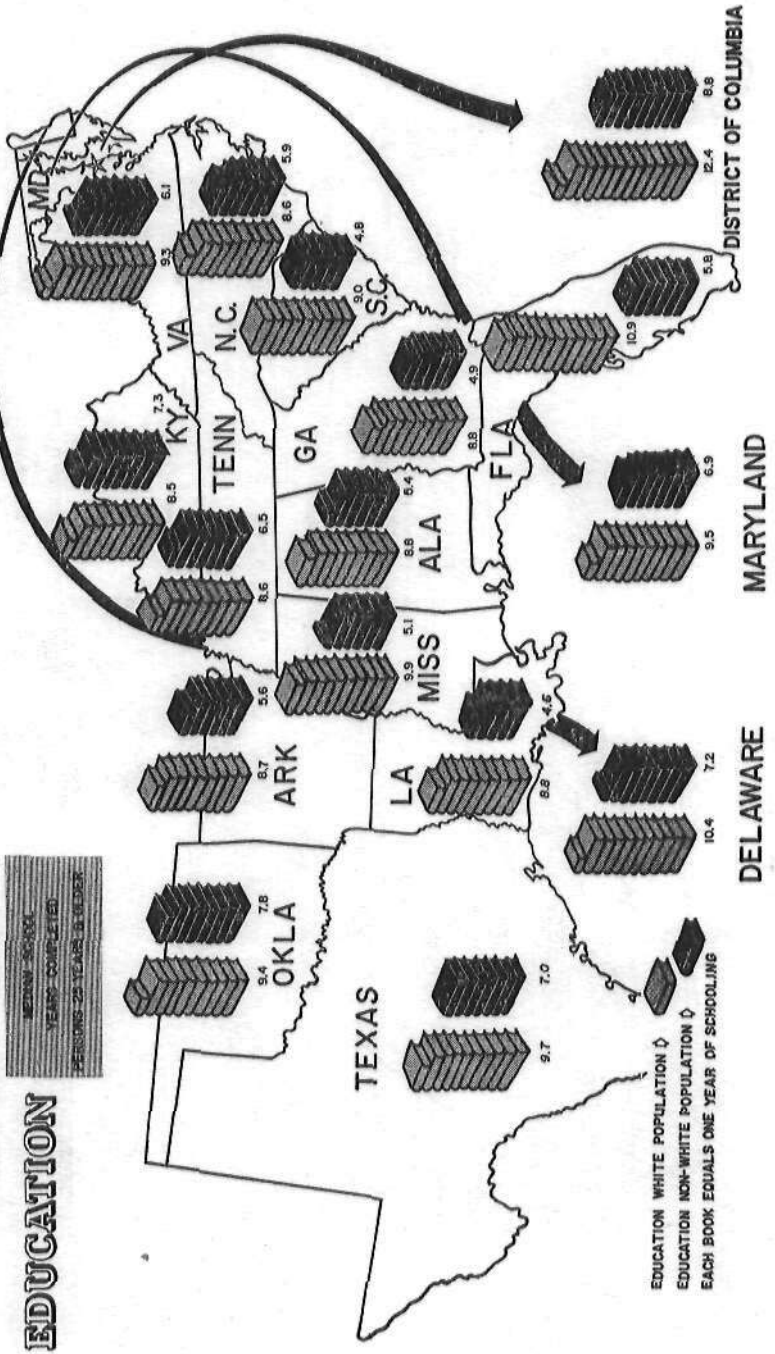 EDUCATION
MEDIAN SCHOOL
YEARS COMPLETED
PERSONS 25 YEARS & OLDER
MD
9.3 6.1
VA
8.5 7.3
KY
8.6 5.9
N.C.
8.6 6.5
TENN
9.0 4.8
S.C.
9.4 7.8
OKLA
8.7 5.6
ARK
9.9 5.1
MISS
8.8 5.4
ALA
GA
8.8 4.9
TEXAS
9.7 7.0
LA
8.8 4.6
FLA
10.9 5.8
EDUCATION WHITE POPULATION
EDUCATION NON-WHITE POPULATION
EACH BOOK EQUALS ONE YEAR OF SCHOOLING
10.4 7.2
DELAWARE
9.5 6.9
MARYLAND
12.4 8.8
DISTRICT OF COLUMBIA